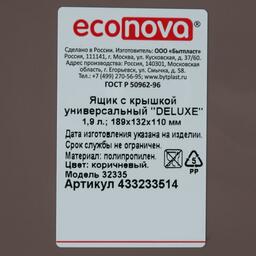 econova®
Сделано в России. Изготовитель: ООО «Бытпласт»
Россия, 111141, г. Москва, ул. Кусковская, д. 37/60.
Адрес производства: Россия, 140301, Московская
область, г. Егорьевск, ул. Смычка, д. 58.
Тел.: +7 (499) 270-56-95; www.bytplast.ru
ГОСТ Р 50962-96
Ящик с крышкой
универсальный "DELUXE"
1,9 л.; 189x132x110 мм
Дата изготовления указана на изделии.
Срок службы не ограничен.
Материал: полипропилен.
Цвет: коричневый.
Модель 32335
Артикул 433233514
5
PP